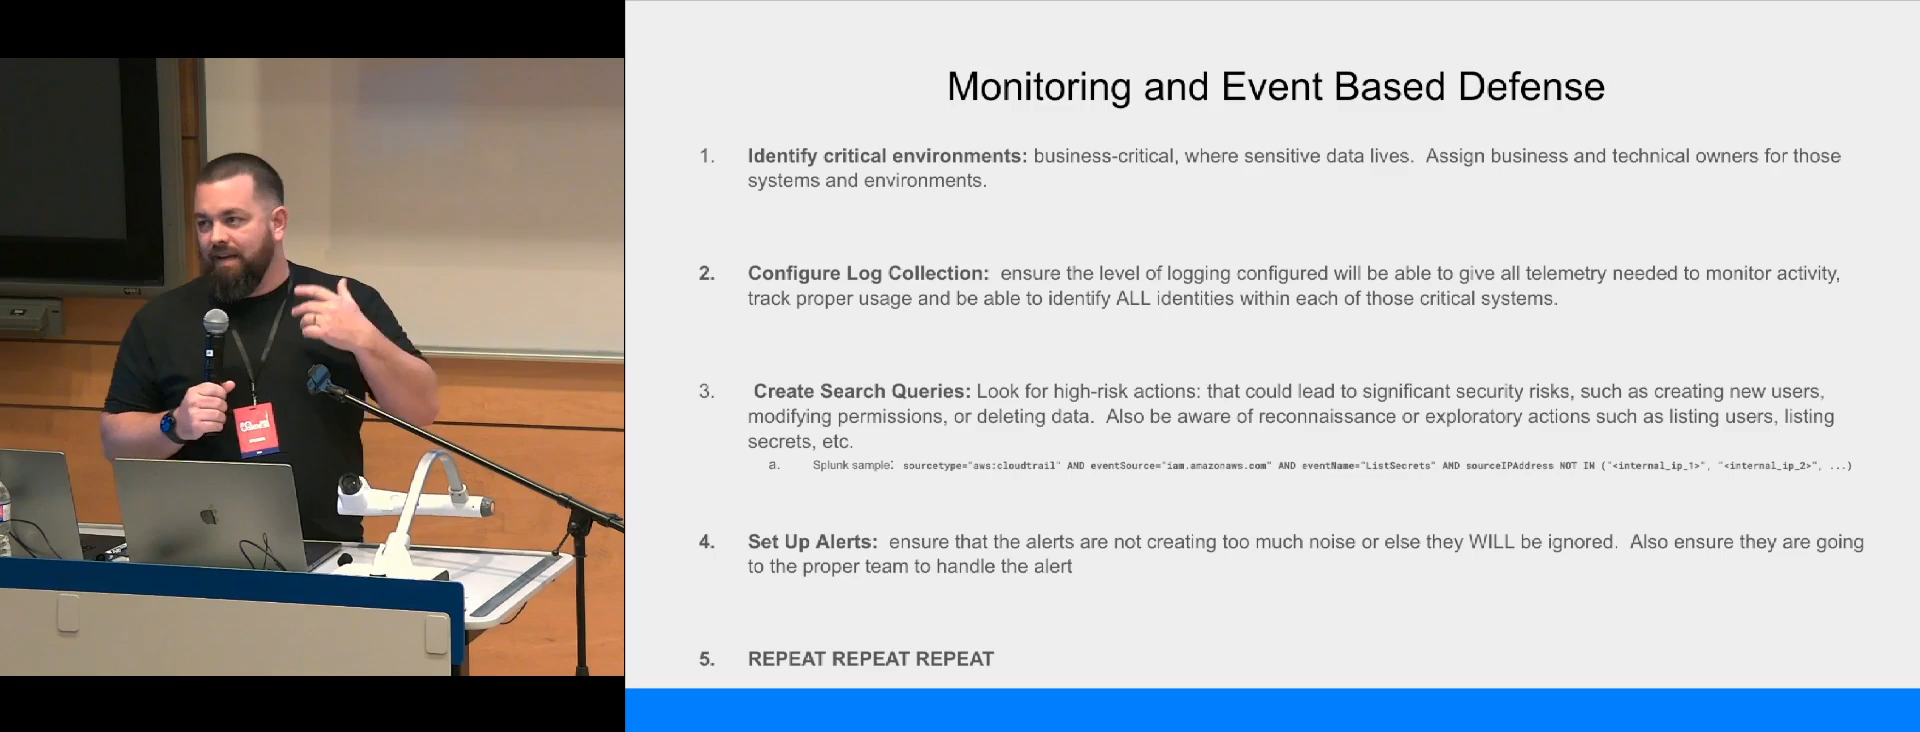 Monitoring and Event Based Defense
1. Identify critical environments: business-critical, where sensitive data lives. Assign business and technical owners for those
systems and environments.
2. Configure Log Collection: ensure the level of logging configured will be able to give all telemetry needed to monitor activity,
track proper usage and be able to identify ALL identities within each of those critical systems.
3. Create Search Queries: Look for high-risk actions: that could lead to significant security risks, such as creating new users,
modifying permissions, or deleting data. Also be aware of reconnaissance or exploratory actions such as listing users, listing
secrets, etc.
a. Splunk sample: sourcetype="aws:cloudtrail" AND eventSource="iam.amazonaws.com" AND eventName="ListSecrets" AND sourceIPAddress NOT IN ("<internal_ip_1>", "<internal_ip_2>", ...)
4. Set Up Alerts: ensure that the alerts are not creating too much noise or else they WILL be ignored. Also ensure they are going
to the proper team to handle the alert
5. REPEAT REPEAT REPEAT